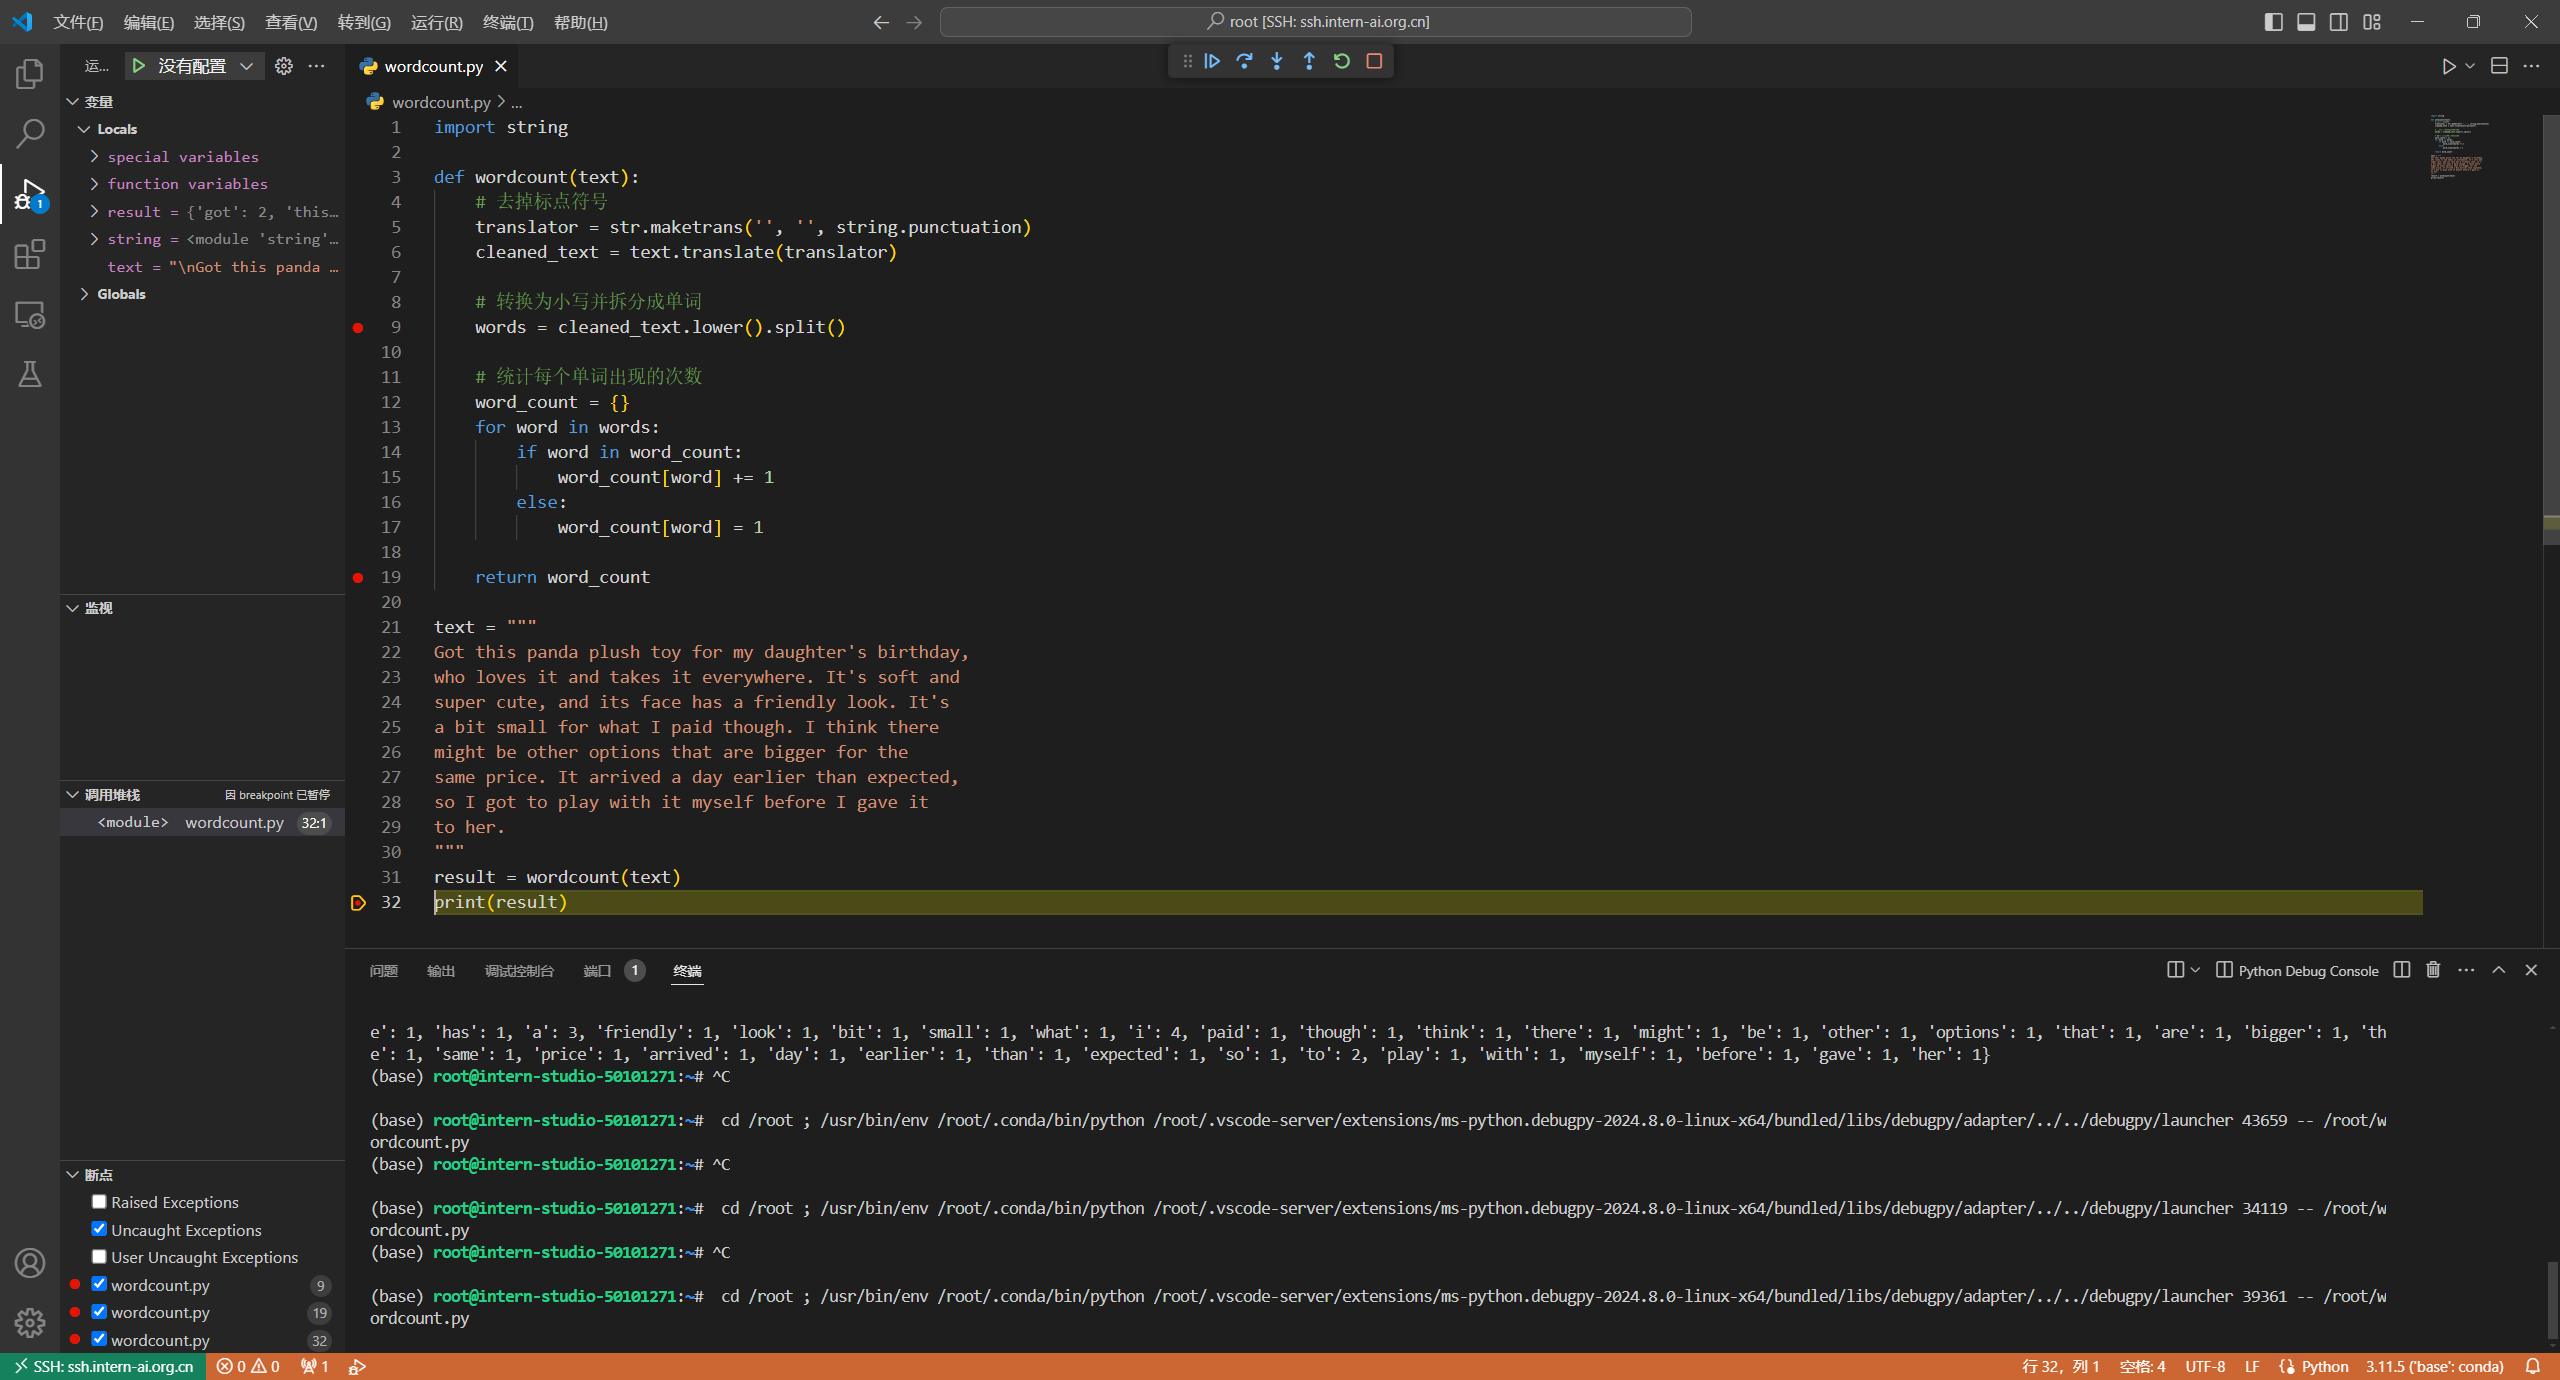 文件(F) 编辑(E) 选择(S) 查看(V) 转到(G) 运行(R) 终端(T) 帮助(H)
root [SSH: ssh.intern-ai.org.cn]
运... 没有配置
wordcount.py
wordcount.py > ...
变量
Locals
special variables
function variables
result = {'got': 2, 'this…
string = <module 'string'…
text = "\nGot this panda …
Globals
监视
调用堆栈 因 breakpoint 已暂停
<module> wordcount.py 32:1
断点
Raised Exceptions
Uncaught Exceptions
User Uncaught Exceptions
wordcount.py 9
wordcount.py 19
wordcount.py 32
1 import string
2
3 def wordcount(text):
4     # 去掉标点符号
5     translator = str.maketrans('', '', string.punctuation)
6     cleaned_text = text.translate(translator)
7
8     # 转换为小写并拆分成单词
9     words = cleaned_text.lower().split()
10
11     # 统计每个单词出现的次数
12     word_count = {}
13     for word in words:
14         if word in word_count:
15             word_count[word] += 1
16         else:
17             word_count[word] = 1
18
19     return word_count
20
21 text = """
22 Got this panda plush toy for my daughter's birthday,
23 who loves it and takes it everywhere. It's soft and
24 super cute, and its face has a friendly look. It's
25 a bit small for what I paid though. I think there
26 might be other options that are bigger for the
27 same price. It arrived a day earlier than expected,
28 so I got to play with it myself before I gave it
29 to her.
30 """
31 result = wordcount(text)
32 print(result)
问题 输出 调试控制台 端口 1 终端
Python Debug Console
e': 1, 'has': 1, 'a': 3, 'friendly': 1, 'look': 1, 'bit': 1, 'small': 1, 'what': 1, 'i': 4, 'paid': 1, 'though': 1, 'think': 1, 'there': 1, 'might': 1, 'be': 1, 'other': 1, 'options': 1, 'that': 1, 'are': 1, 'bigger': 1, 'th
e': 1, 'same': 1, 'price': 1, 'arrived': 1, 'day': 1, 'earlier': 1, 'than': 1, 'expected': 1, 'so': 1, 'to': 2, 'play': 1, 'with': 1, 'myself': 1, 'before': 1, 'gave': 1, 'her': 1}
(base) root@intern-studio-50101271:~# ^C
(base) root@intern-studio-50101271:~#  cd /root ; /usr/bin/env /root/.conda/bin/python /root/.vscode-server/extensions/ms-python.debugpy-2024.8.0-linux-x64/bundled/libs/debugpy/adapter/../../debugpy/launcher 43659 -- /root/w
ordcount.py
(base) root@intern-studio-50101271:~# ^C
(base) root@intern-studio-50101271:~#  cd /root ; /usr/bin/env /root/.conda/bin/python /root/.vscode-server/extensions/ms-python.debugpy-2024.8.0-linux-x64/bundled/libs/debugpy/adapter/../../debugpy/launcher 34119 -- /root/w
ordcount.py
(base) root@intern-studio-50101271:~# ^C
(base) root@intern-studio-50101271:~#  cd /root ; /usr/bin/env /root/.conda/bin/python /root/.vscode-server/extensions/ms-python.debugpy-2024.8.0-linux-x64/bundled/libs/debugpy/adapter/../../debugpy/launcher 39361 -- /root/w
ordcount.py
SSH: ssh.intern-ai.org.cn 0 0 1 行 32, 列 1 空格: 4 UTF-8 LF Python 3.11.5 ('base': conda)